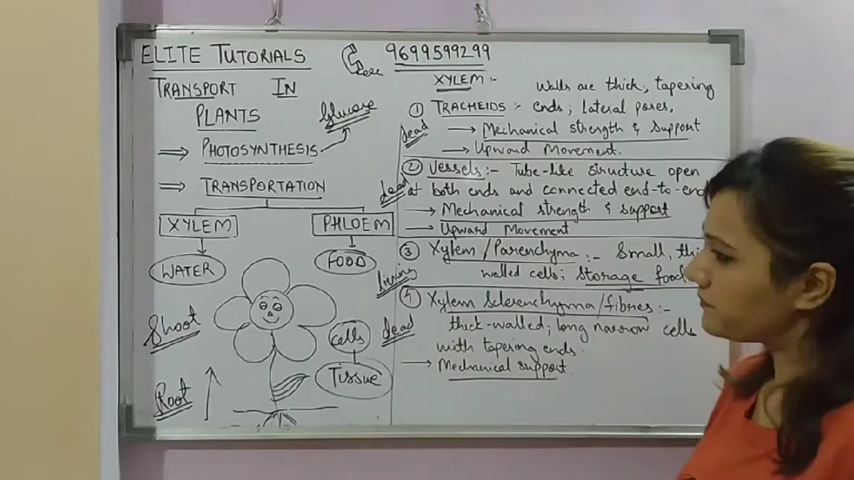 ELITE TUTORIALS
9699599299
TRANSPORT IN
PLANTS
Glucose
PHOTOSYNTHESIS
TRANSPORTATION
XYLEM
PHLOEM
WATER
FOOD
Shoot
Root
cells
Tissue
XYLEM :-
Walls are thick, tapering
① TRACHEIDS :- ends; lateral pores.
dead
→ Mechanical strength & support
→ Upward Movement.
② Vessels :- Tube-like structure open
dead
at both ends and connected end-to-end
→ Mechanical strength & support
→ Upward Movement
③ Xylem/Parenchyma :- Small, thi
living
walled cells; storage food
④ Xylem Sclerenchyma/fibres :-
dead
thick-walled; long narrow cells
with tapering ends.
→ Mechanical support.